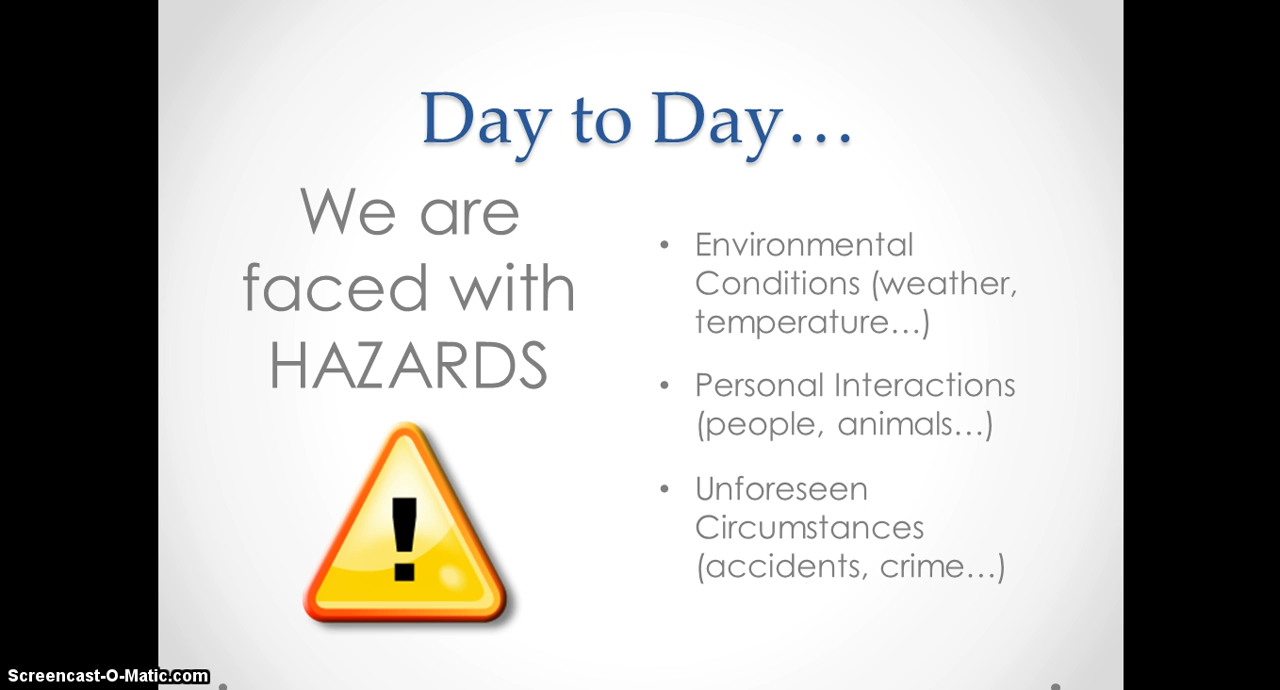 Day to Day…
We are
faced with
HAZARDS
• Environmental
Conditions (weather,
temperature…)
• Personal Interactions
(people, animals…)
• Unforeseen
Circumstances
(accidents, crime…)
!
Screencast-O-Matic.com